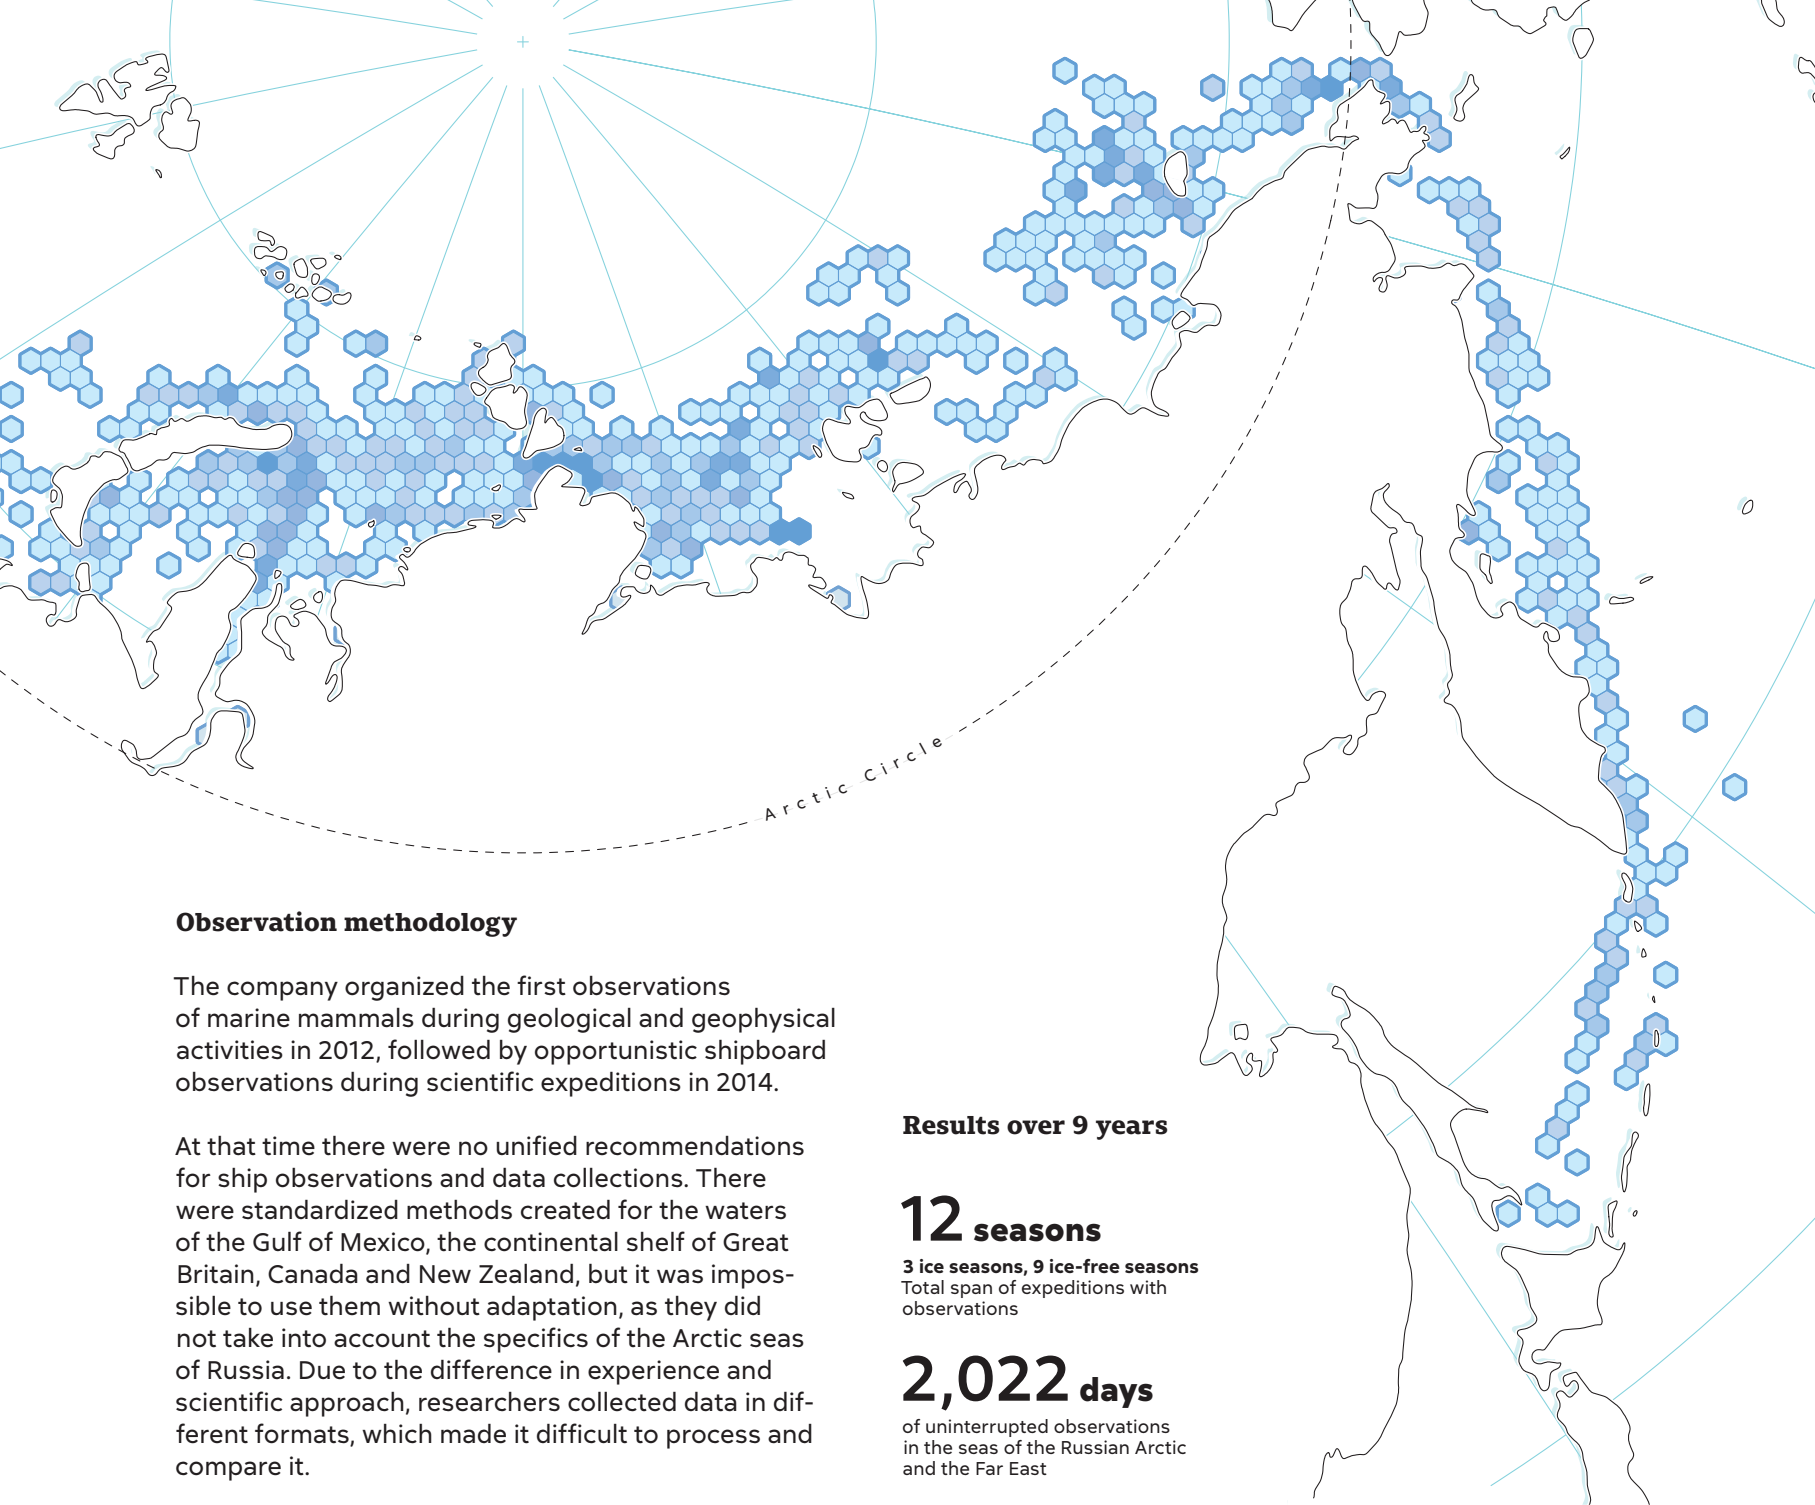 Arctic Circle
Observation methodology
The company organized the first observations
of marine mammals during geological and geophysical
activities in 2012, followed by opportunistic shipboard
observations during scientific expeditions in 2014.
At that time there were no unified recommendations
for ship observations and data collections. There
were standardized methods created for the waters
of the Gulf of Mexico, the continental shelf of Great
Britain, Canada and New Zealand, but it was impos-
sible to use them without adaptation, as they did
not take into account the specifics of the Arctic seas
of Russia. Due to the difference in experience and
scientific approach, researchers collected data in dif-
ferent formats, which made it difficult to process and
compare it.
Results over 9 years
12 seasons
3 ice seasons, 9 ice-free seasons
Total span of expeditions with
observations
2,022 days
of uninterrupted observations
in the seas of the Russian Arctic
and the Far East